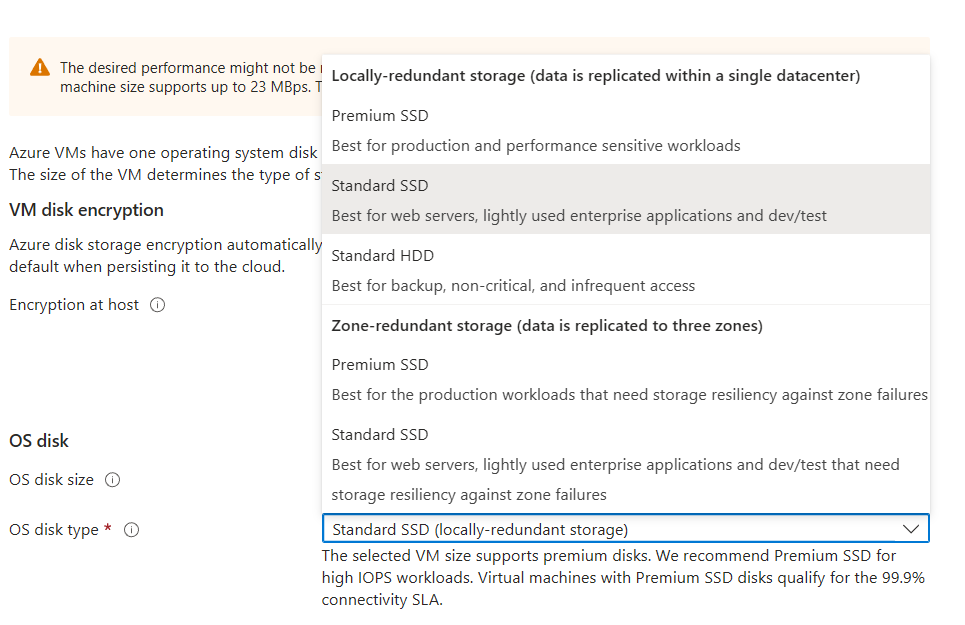 The desired performance might not be
machine size supports up to 23 MBps.
Azure VMs have one operating system disk
The size of the VM determines the type of
VM disk encryption
Azure disk storage encryption automatically
default when persisting it to the cloud.
Encryption at host
OS disk
OS disk size
OS disk type *
Locally-redundant storage (data is replicated within a single datacenter)
Premium SSD
Best for production and performance sensitive workloads
Standard SSD
Best for web servers, lightly used enterprise applications and dev/test
Standard HDD
Best for backup, non-critical, and infrequent access
Zone-redundant storage (data is replicated to three zones)
Premium SSD
Best for the production workloads that need storage resiliency against zone failures
Standard SSD
Best for web servers, lightly used enterprise applications and dev/test that need
storage resiliency against zone failures
Standard SSD (locally-redundant storage)
The selected VM size supports premium disks. We recommend Premium SSD for
high IOPS workloads. Virtual machines with Premium SSD disks qualify for the 99.9%
connectivity SLA.